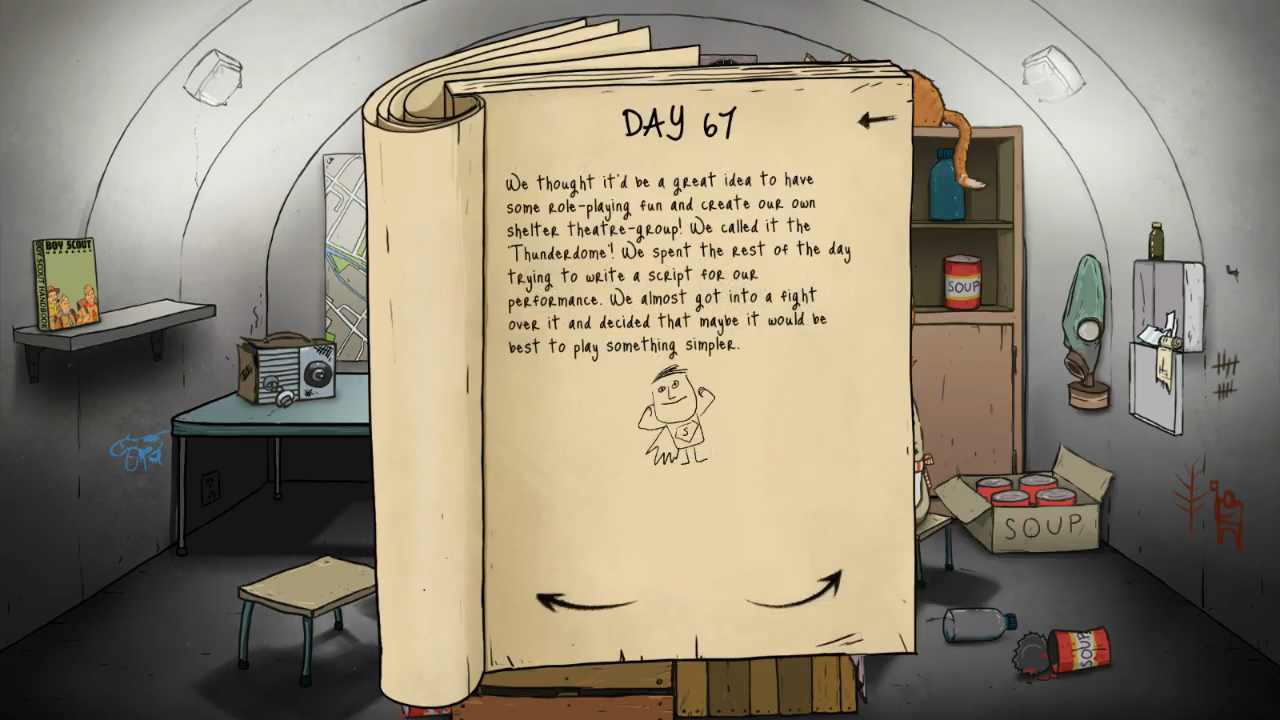 DAY 67
We thought it'd be a great idea to have
some role-playing fun and create our own
shelter theatre-group! We called it the
'Thunderdome'! We spent the rest of the day
trying to write a script for our
performance. We almost got into a fight
over it and decided that maybe it would be
best to play something simpler.
S
BOY SCOUT
BOY SCOUT HANDBOOK
SOUP
SOUP
SOUP